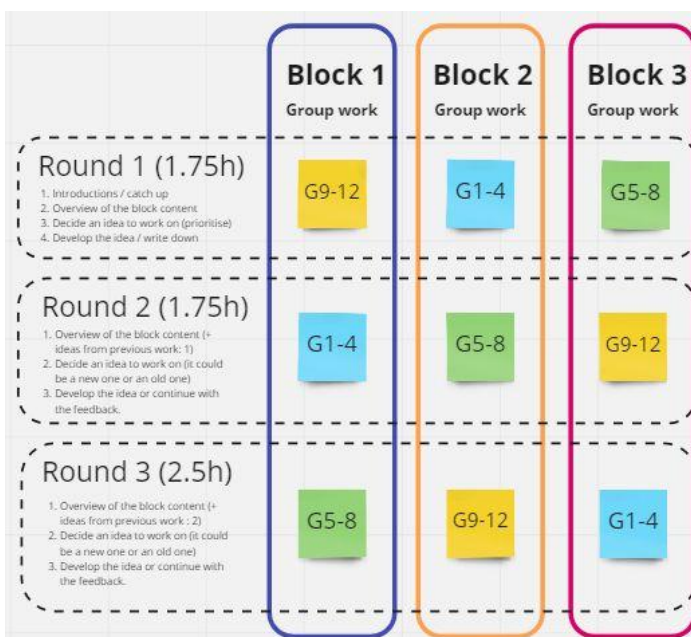 Block 1
Block 2
Block 3
Group work
Group work
Group work
Round 1 (1.75h)
1. Introductions / catch up
2. Overview of the block content
3. Decide an idea to work on (prioritise)
4. Develop the idea / write down
G9-12
G1-4
G5-8
Round 2 (1.75h)
1. Overview of the block content (+
ideas from previous work: 1)
2. Decide an idea to work on (it could
be a new one or an old one)
3. Develop the idea or continue with
the feedback.
G1-4
G5-8
G9-12
Round 3 (2.5h)
1. Overview of the block content (+
ideas from previous work : 2)
2. Decide an idea to work on (it could
be a new one or an old one)
3. Develop the idea or continue with
the feedback.
G5-8
G9-12
G1-4